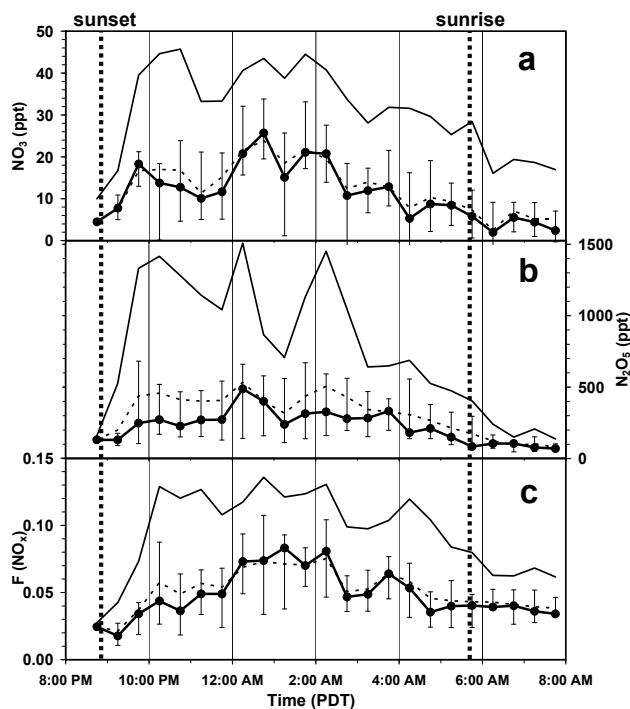 sunset sunrise
a
50
40
30
20
10
0
NO₃ (ppt)
b
1500
1000
500
0
N₂O₅ (ppt)
c
0.15
0.10
0.05
0.00
F (NOₓ)
8:00 PM 10:00 PM 12:00 AM 2:00 AM 4:00 AM 6:00 AM 8:00 AM
Time (PDT)